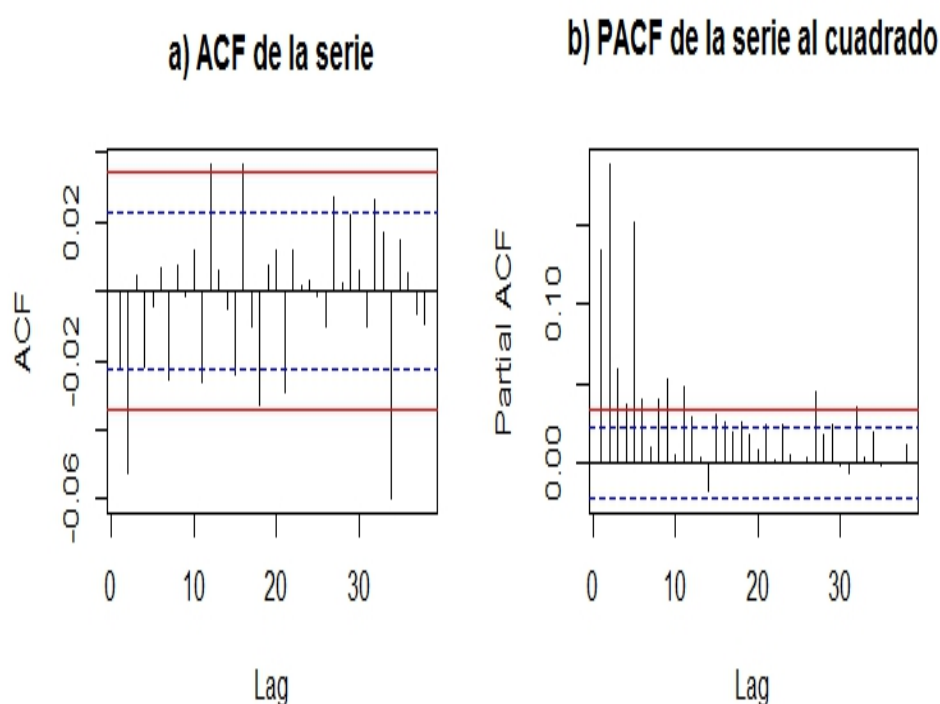 a) ACF de la serie
b) PACF de la serie al cuadrado
ACF
0.02
-0.02
-0.06
0 10 20 30
Lag
Partial ACF
0.10
0.00
0 10 20 30
Lag